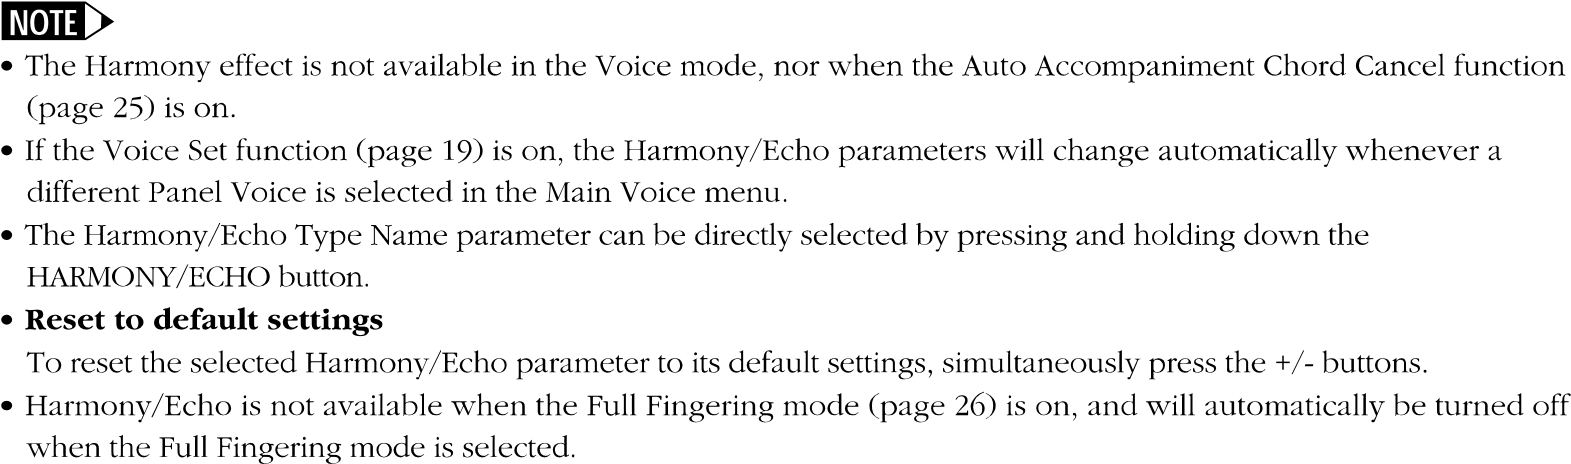 NOTE
• The Harmony effect is not available in the Voice mode, nor when the Auto Accompaniment Chord Cancel function
(page 25) is on.
• If the Voice Set function (page 19) is on, the Harmony/Echo parameters will change automatically whenever a
different Panel Voice is selected in the Main Voice menu.
• The Harmony/Echo Type Name parameter can be directly selected by pressing and holding down the
HARMONY/ECHO button.
• Reset to default settings
To reset the selected Harmony/Echo parameter to its default settings, simultaneously press the +/- buttons.
• Harmony/Echo is not available when the Full Fingering mode (page 26) is on, and will automatically be turned off
when the Full Fingering mode is selected.